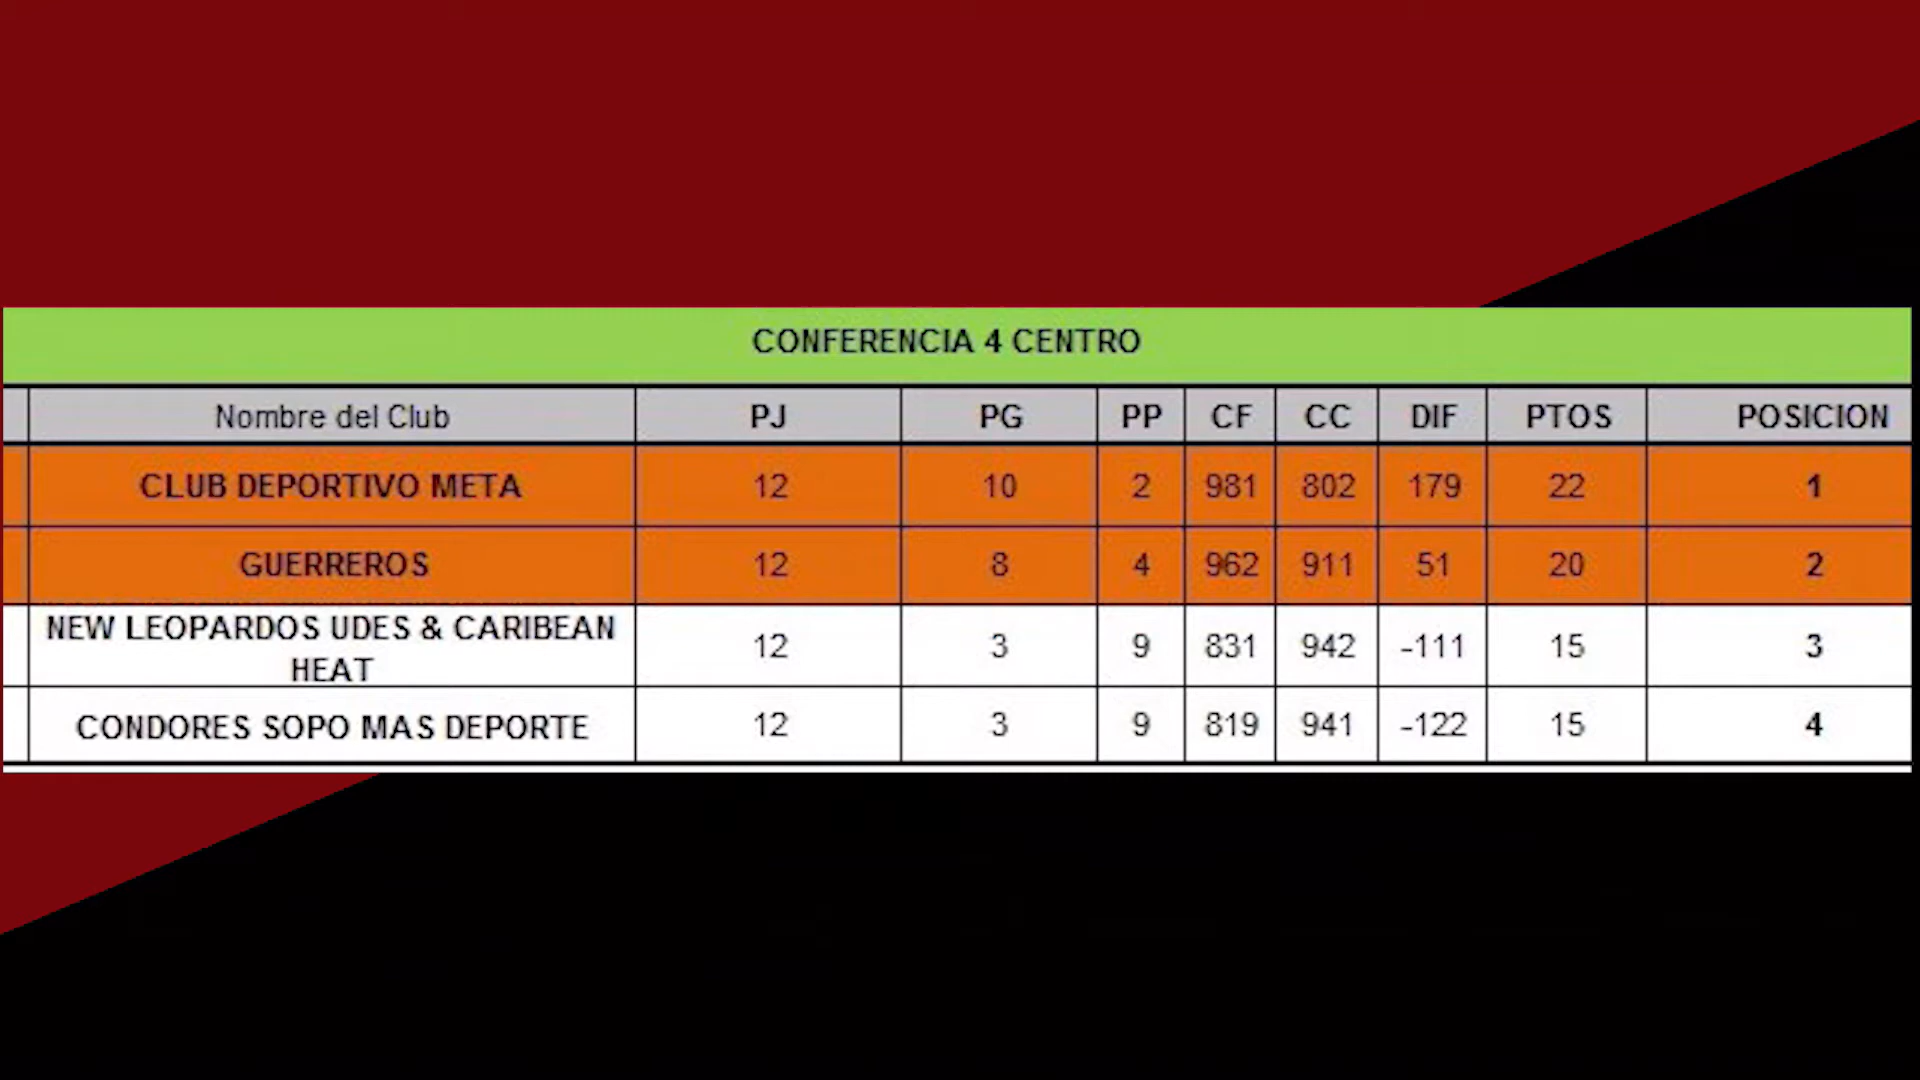 CONFERENCIA 4 CENTRO
Nombre del Club PJ PG PP CF CC DIF PTOS POSICION
CLUB DEPORTIVO META 12 10 2 981 802 179 22 1
GUERREROS 12 8 4 962 911 51 20 2
NEW LEOPARDOS UDES & CARIBEAN
HEAT 12 3 9 831 942 -111 15 3
CONDORES SOPO MAS DEPORTE 12 3 9 819 941 -122 15 4